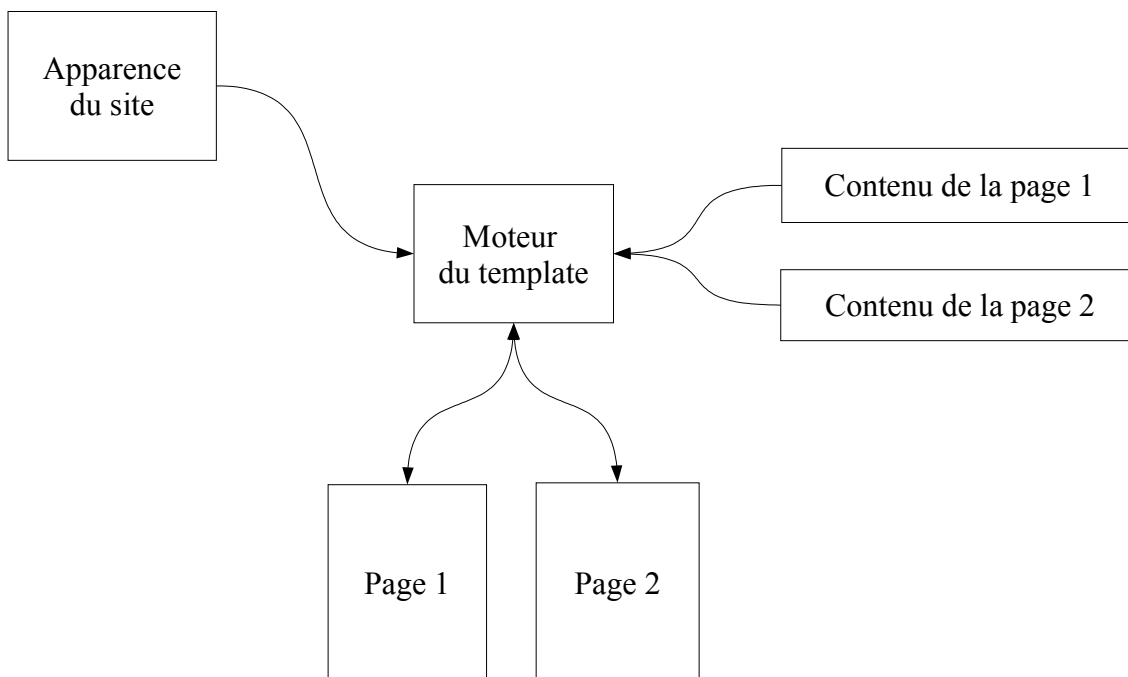 Apparence
du site
Contenu de la page 1
Moteur
du template
Contenu de la page 2
Page 1
Page 2